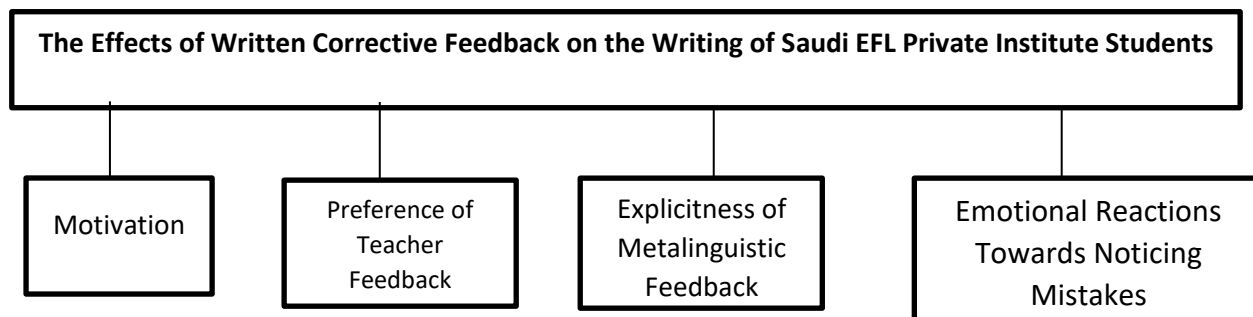 The Effects of Written Corrective Feedback on the Writing of Saudi EFL Private Institute Students
Motivation
Preference of
Teacher
Feedback
Explicitness of
Metalinguistic
Feedback
Emotional Reactions
Towards Noticing
Mistakes